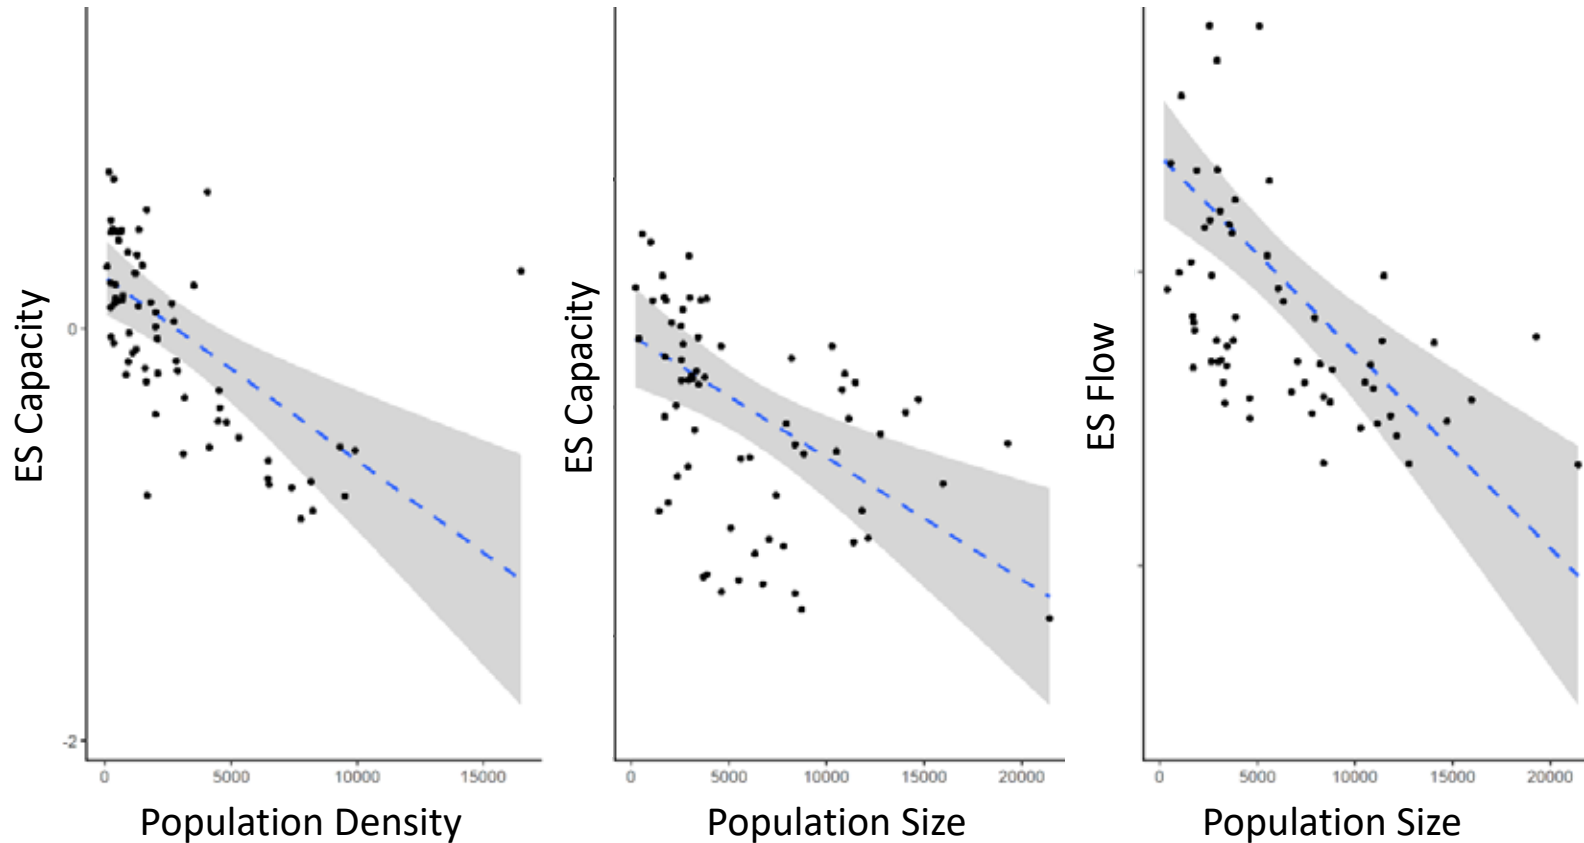 ES Capacity
0
-2
0 5000 10000 15000
Population Density
ES Capacity
0 5000 10000 15000 20000
Population Size
ES Flow
0 5000 10000 15000 20000
Population Size